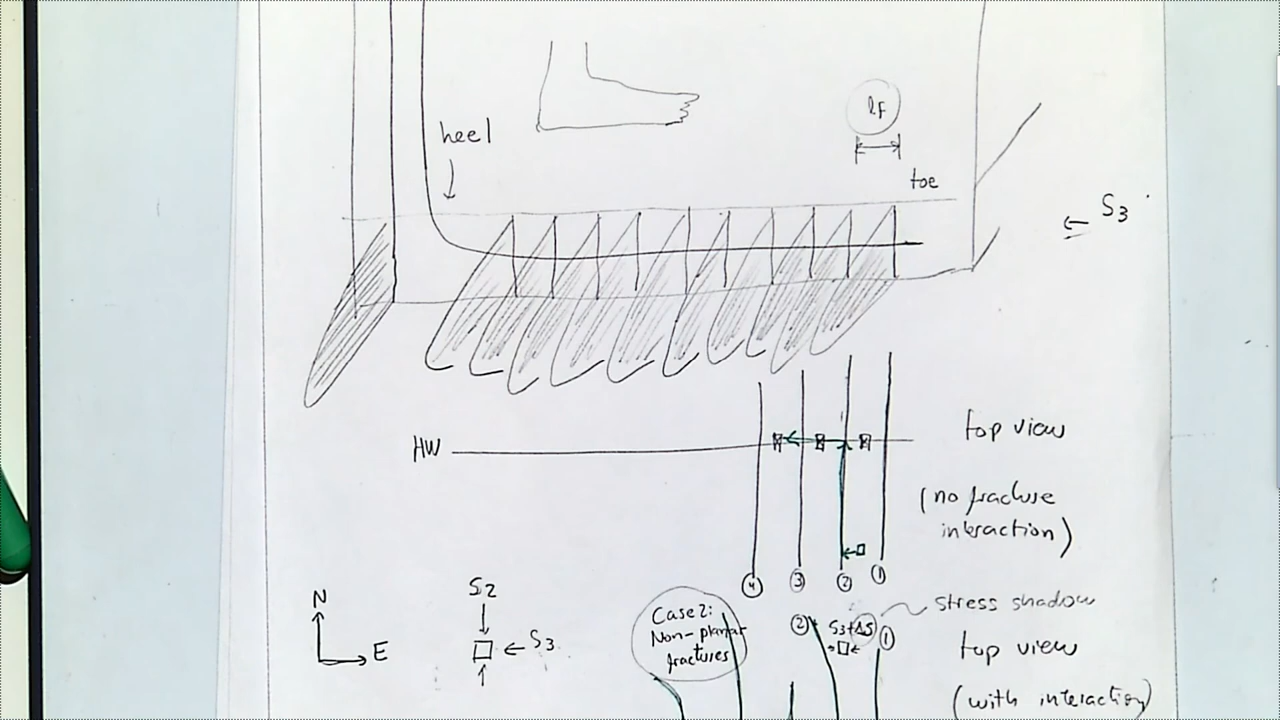 lF
heel
toe
← S3
HW
top view
(no fracture
interaction)
4 3 2 1
N
E
S2
← S3
Case 2:
Non-planar
fractures
2
S3+ΔS
1
stress shadow
top view
(with interaction)